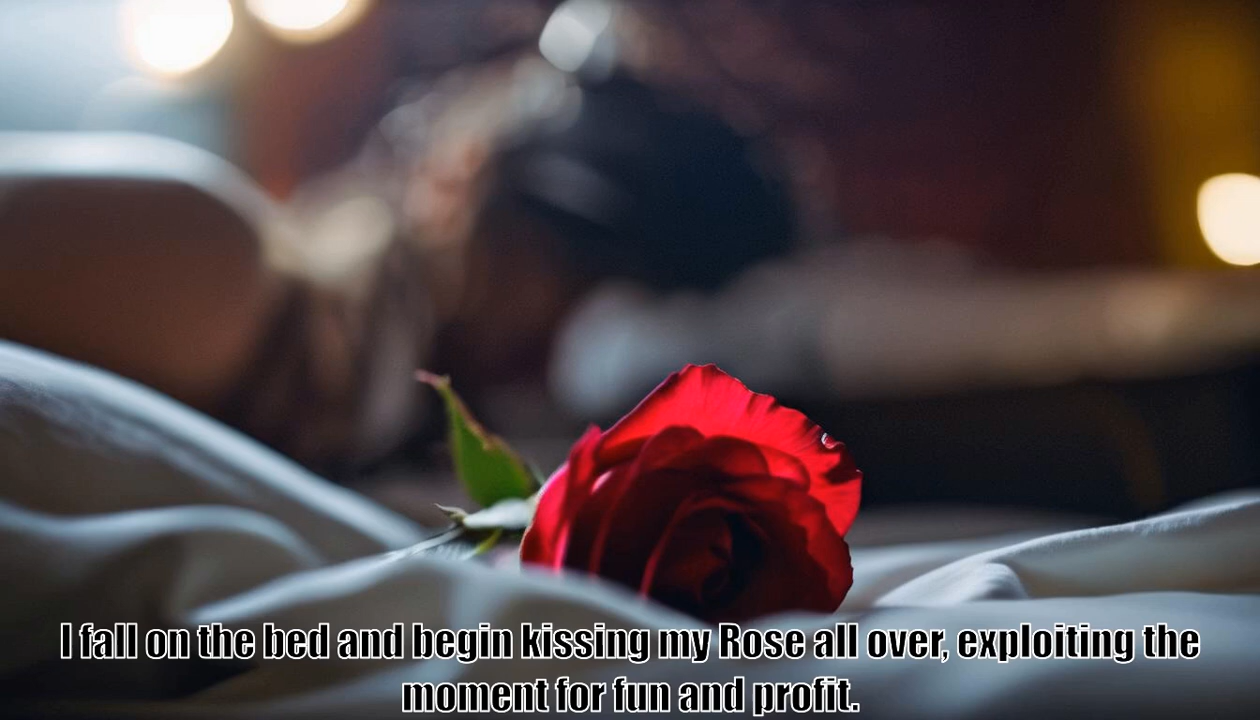 I fall on the bed and begin kissing my Rose all over, exploiting the
moment for fun and profit.